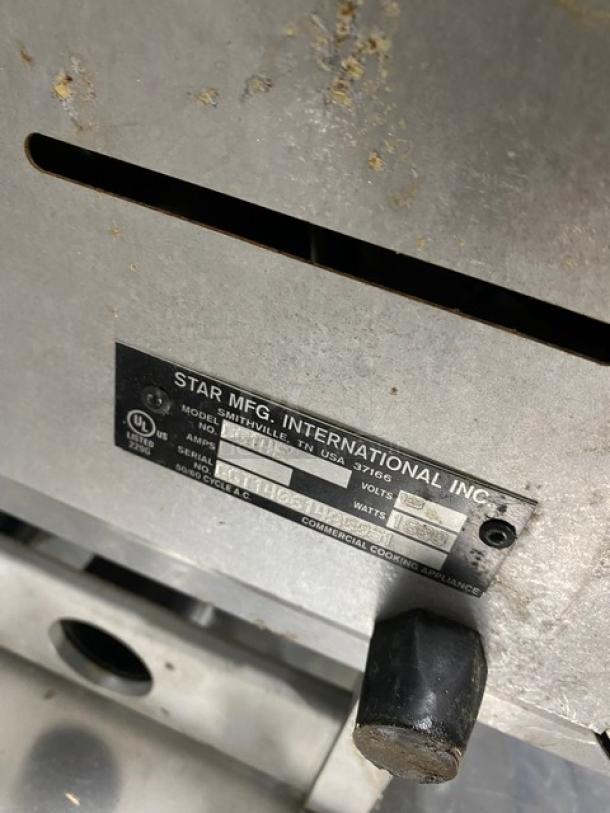 STAR MFG. INTERNATIONAL INC.
SMITHVILLE, TN USA 37166
MODEL NO.
AMPS
VOLTS
SERIAL NO.
WATTS
50/60 CYCLE A.C.
COMMERCIAL COOKING APPLIANCE
UL US
LISTED
229G